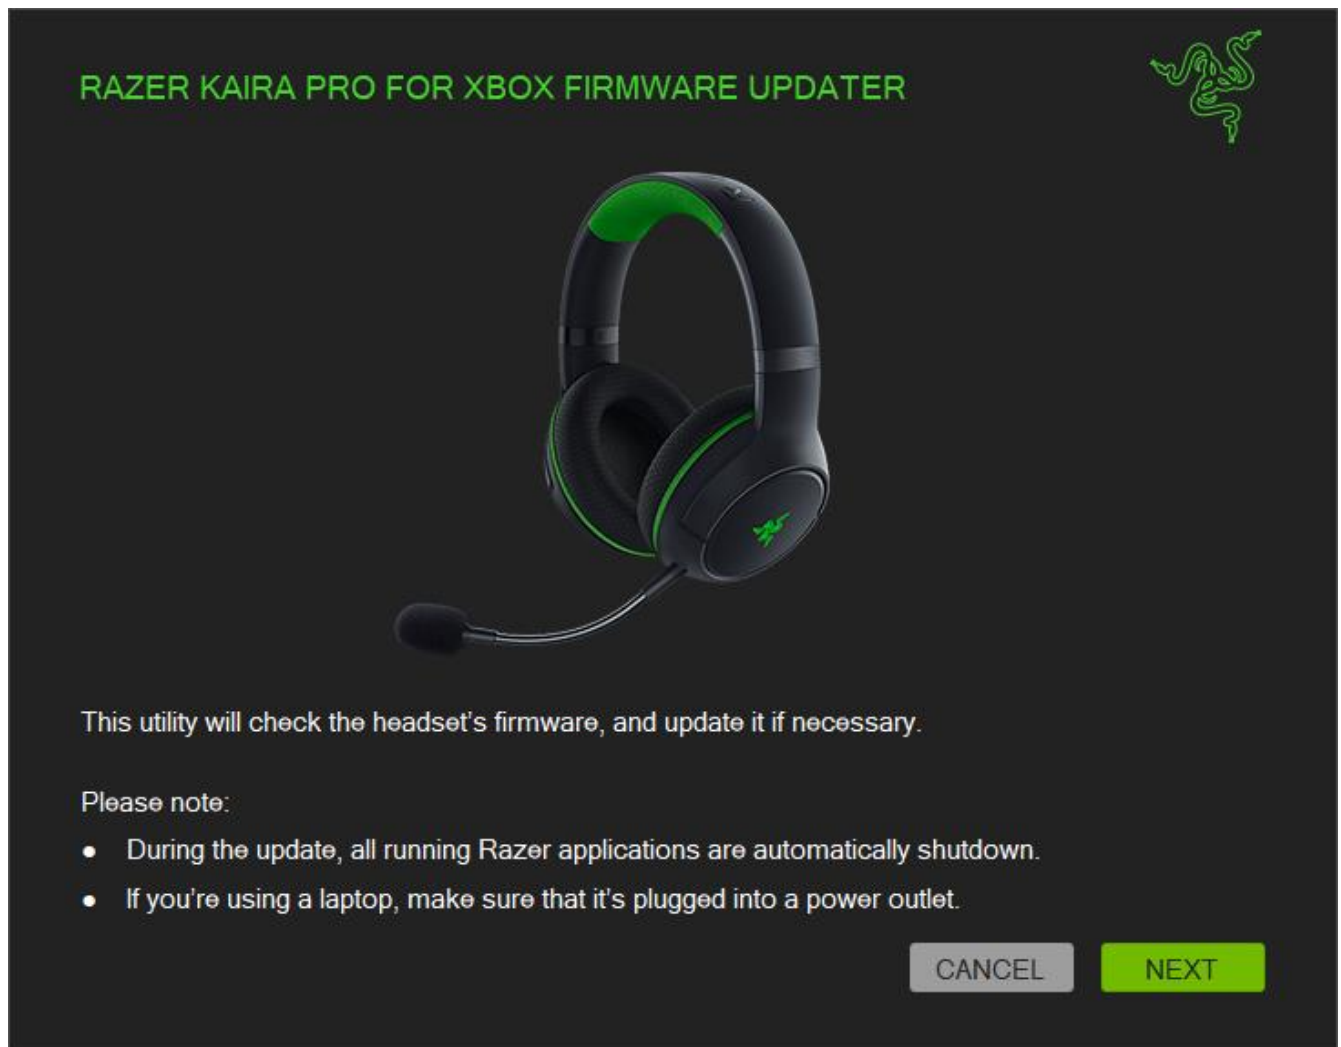 RAZER KAIRA PRO FOR XBOX FIRMWARE UPDATER
This utility will check the headset’s firmware, and update it if necessary.
Please note:
● During the update, all running Razer applications are automatically shutdown.
● If you’re using a laptop, make sure that it’s plugged into a power outlet.
CANCEL NEXT